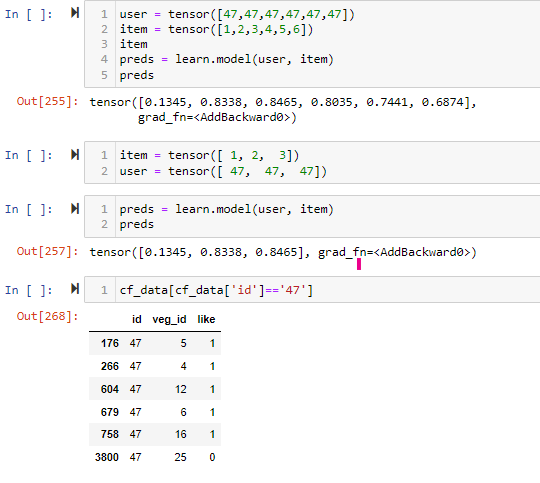 In [ ]:
1 user = tensor([47,47,47,47,47,47])
2 item = tensor([1,2,3,4,5,6])
3 item
4 preds = learn.model(user, item)
5 preds
Out[255]: tensor([0.1345, 0.8338, 0.8465, 0.8035, 0.7441, 0.6874],
grad_fn=<AddBackward0>)
In [ ]:
1 item = tensor([ 1, 2,  3])
2 user = tensor([ 47,  47,  47])
In [ ]:
1 preds = learn.model(user, item)
2 preds
Out[257]: tensor([0.1345, 0.8338, 0.8465], grad_fn=<AddBackward0>)
In [ ]:
1 cf_data[cf_data['id']=='47']
Out[268]:
id veg_id like
176 47 5 1
266 47 4 1
604 47 12 1
679 47 6 1
758 47 16 1
3800 47 25 0